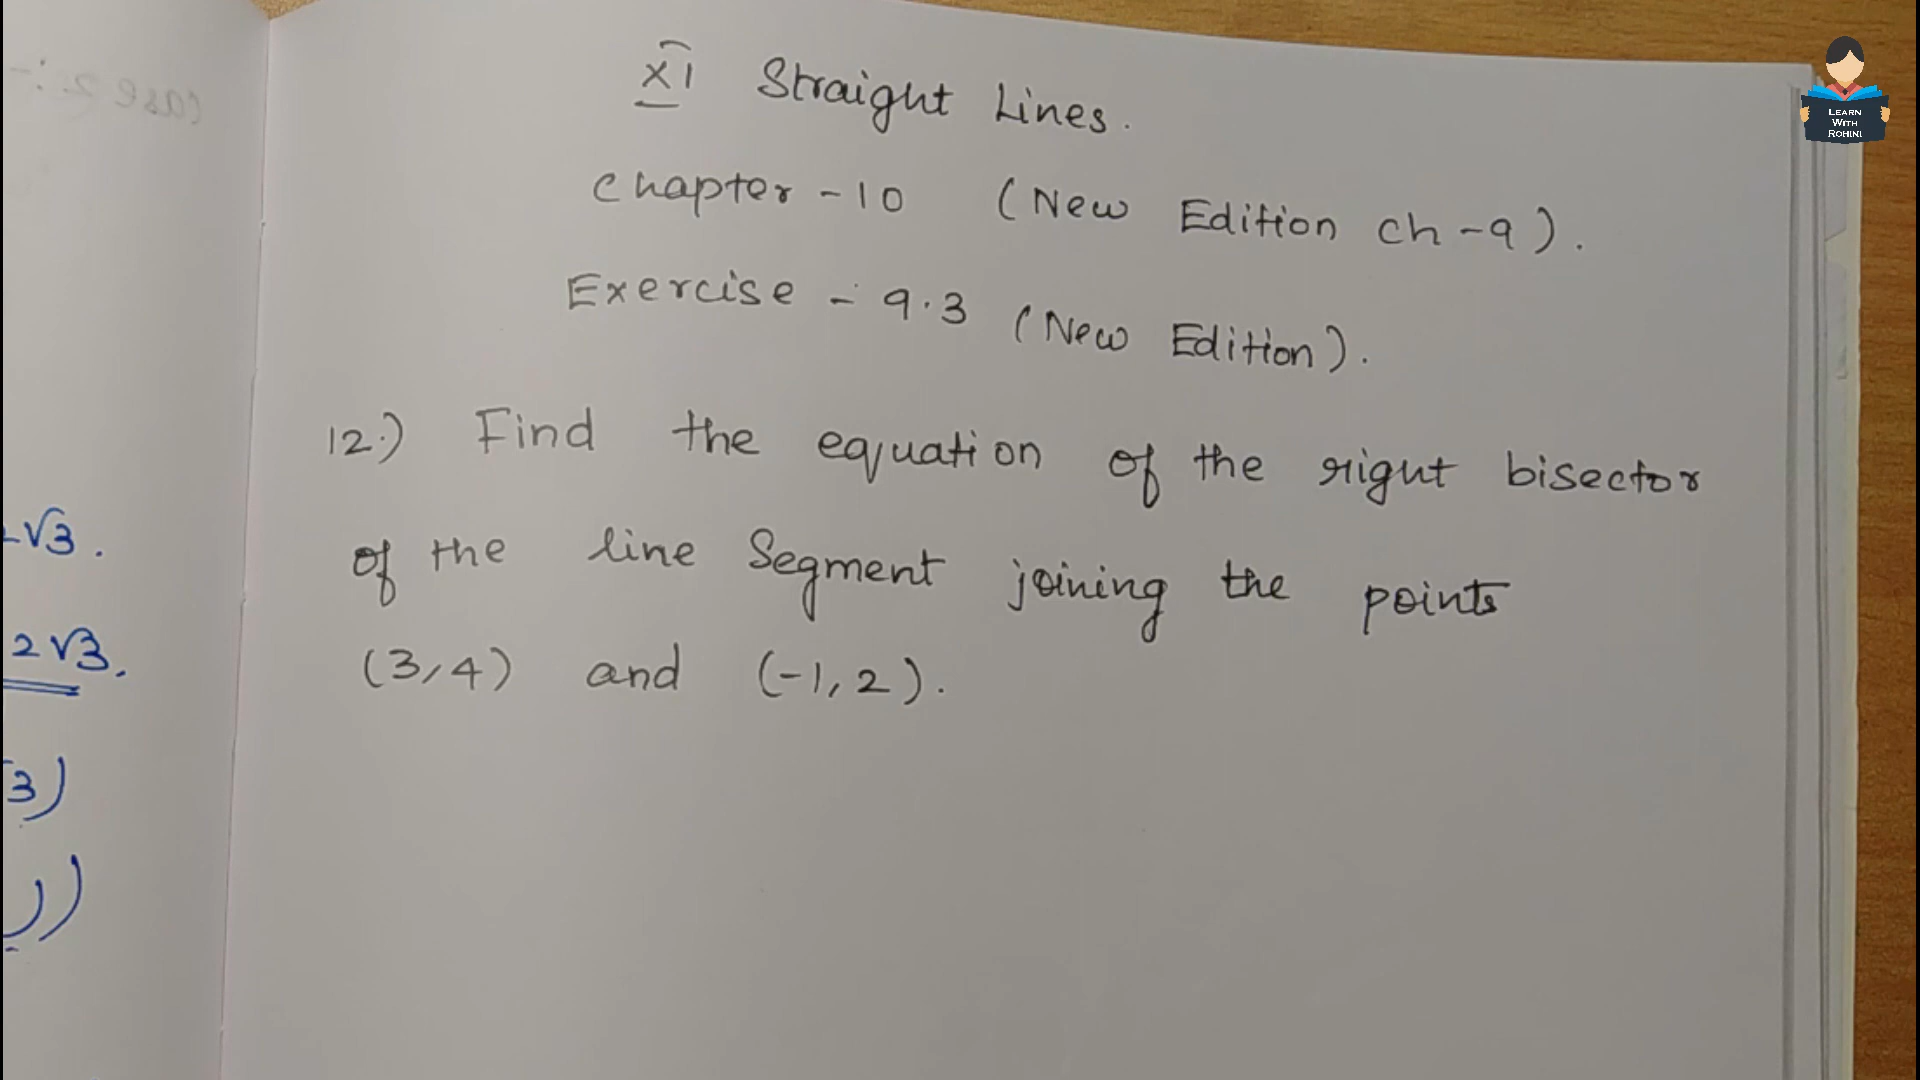 XI Straight Lines.
Chapter - 10 (New Edition Ch - 9).
Exercise - 9.3 (New Edition).
12.) Find the equation of the right bisector
of the line Segment joining the points
(3,4) and (-1,2).
case 2:-
√3.
2√3.
3)
LEARN
WITH
ROHINI